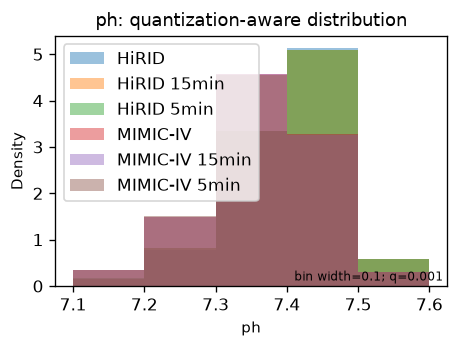 ph: quantization-aware distribution
HiRID
HiRID 15min
HiRID 5min
MIMIC-IV
MIMIC-IV 15min
MIMIC-IV 5min
Density
5
4
3
2
1
0
bin width=0.1; q=0.001
7.1 7.2 7.3 7.4 7.5 7.6
ph